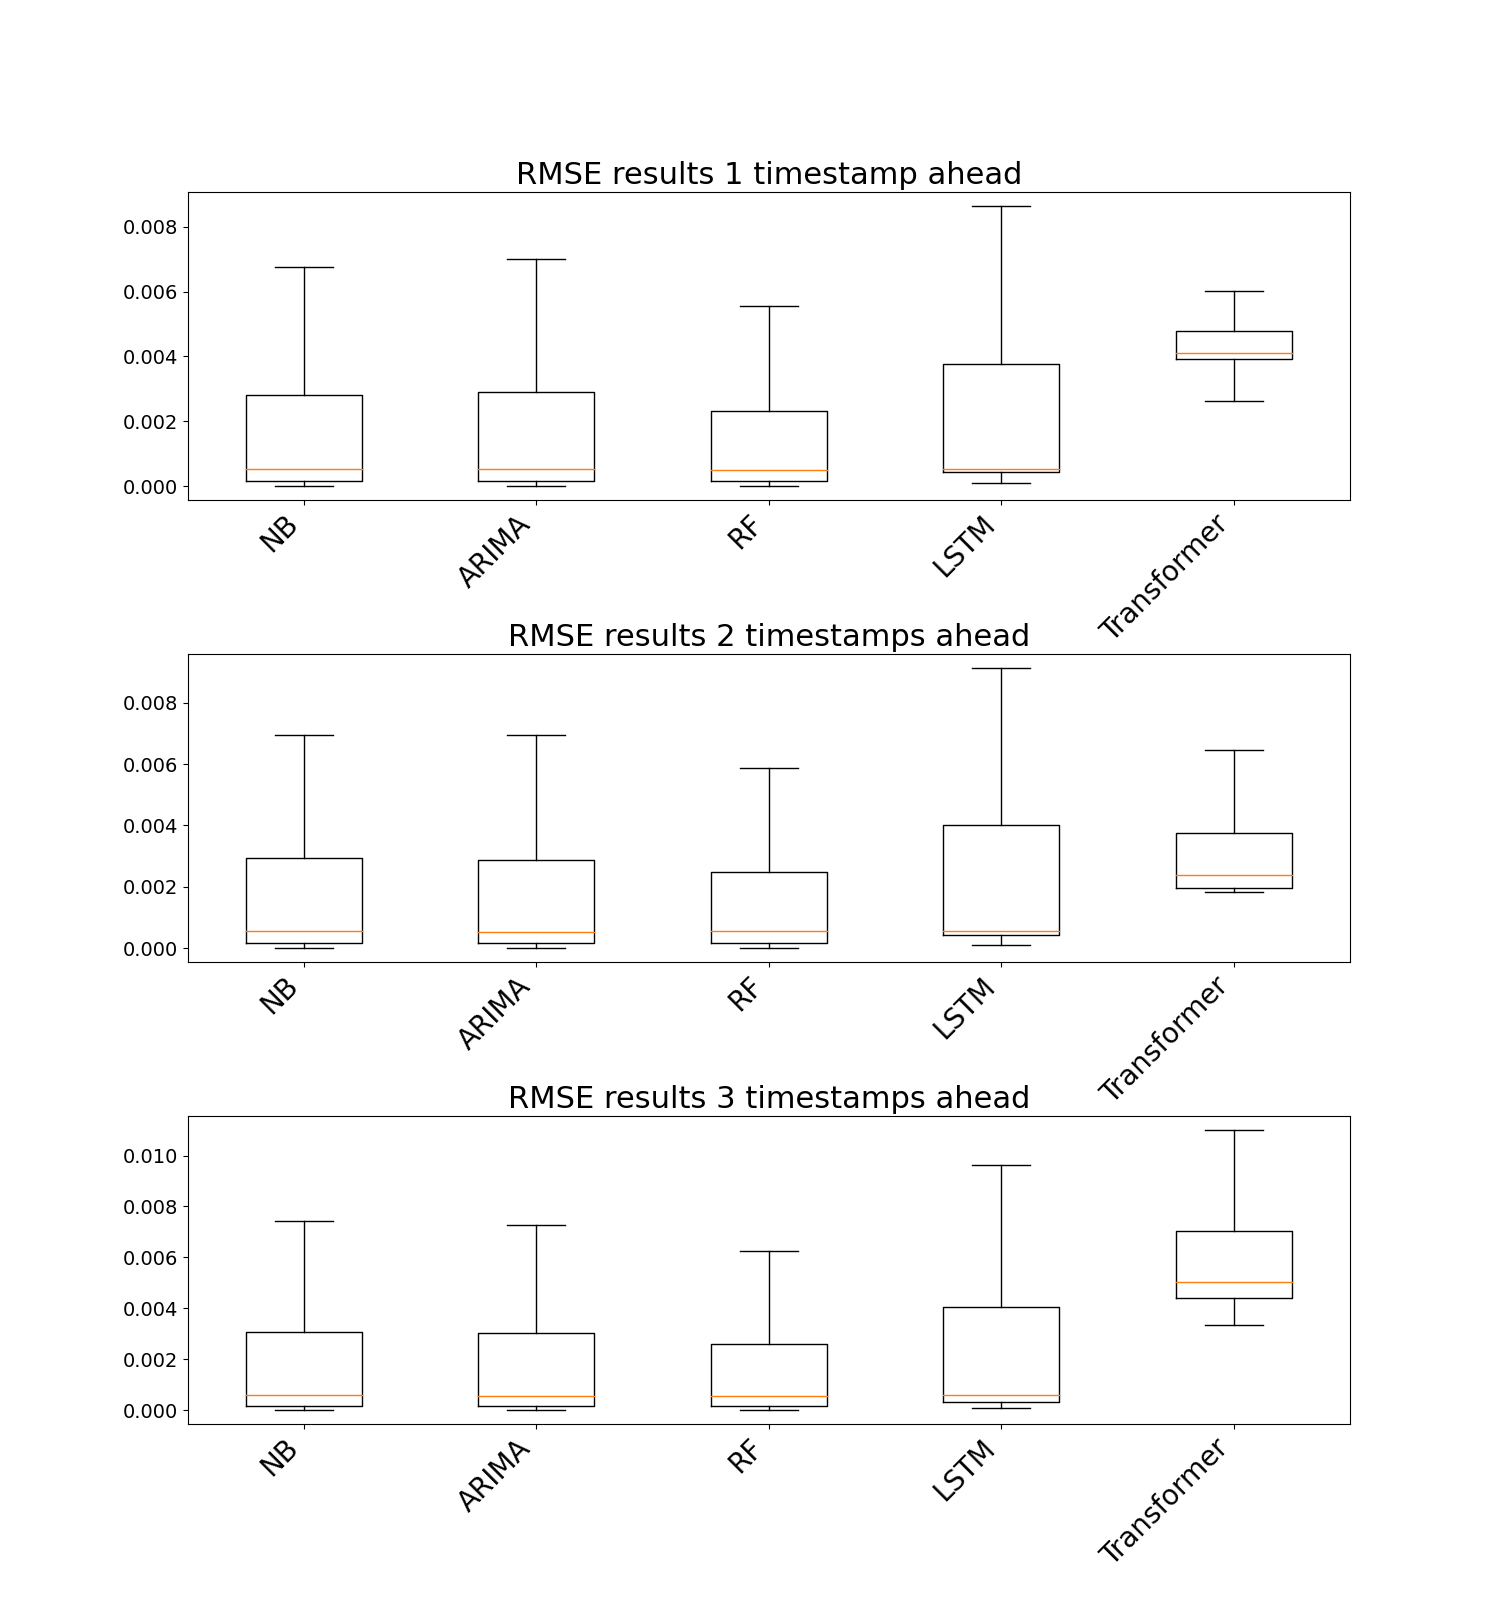 RMSE results 1 timestamp ahead
0.008
0.006
0.004
0.002
0.000
NB
ARIMA
RF
LSTM
Transformer
RMSE results 2 timestamps ahead
0.008
0.006
0.004
0.002
0.000
NB
ARIMA
RF
LSTM
Transformer
RMSE results 3 timestamps ahead
0.010
0.008
0.006
0.004
0.002
0.000
NB
ARIMA
RF
LSTM
Transformer